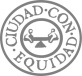 CIUDAD · CON · EQUIDAD